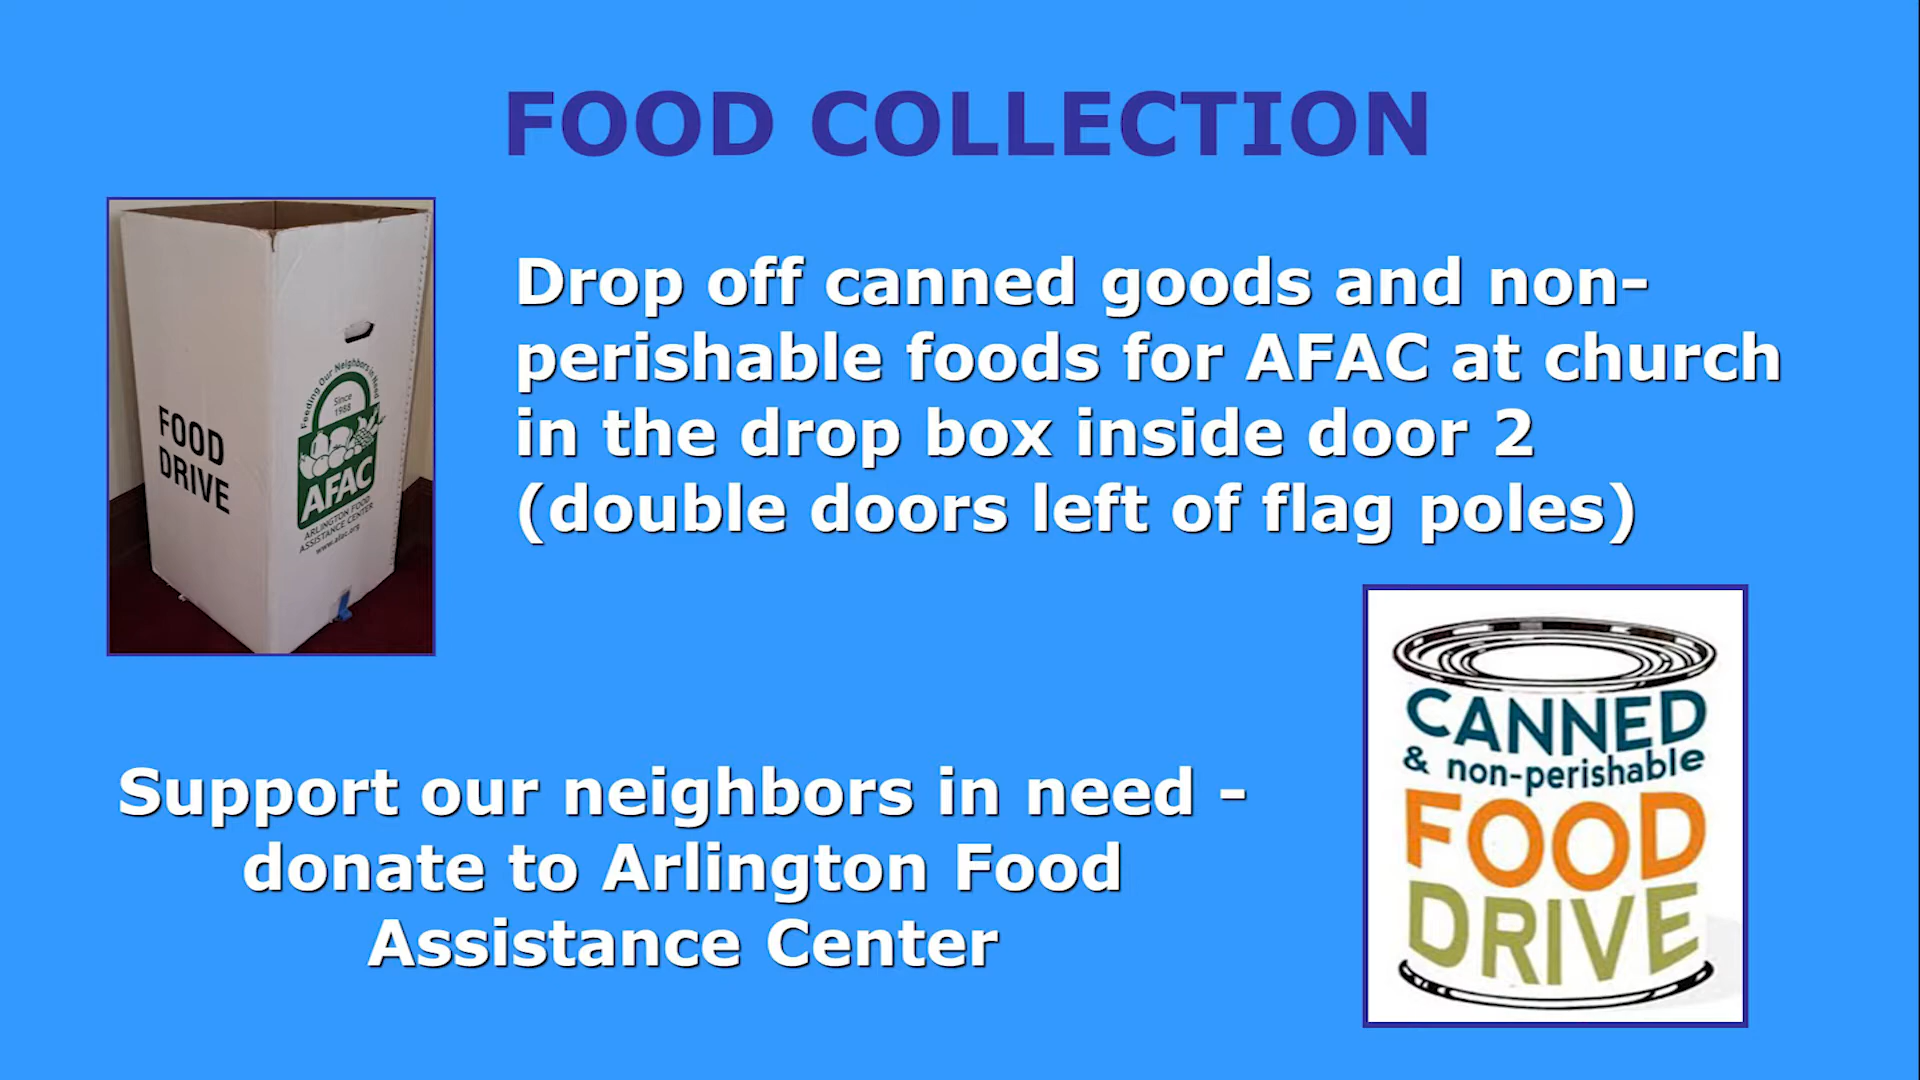 FOOD COLLECTION
Drop off canned goods and non-
perishable foods for AFAC at church
in the drop box inside door 2
(double doors left of flag poles)
FOOD
DRIVE
Feeding Our Neighbors in Need
Since
1988
AFAC
ARLINGTON FOOD
ASSISTANCE CENTER
www.afac.org
Support our neighbors in need -
donate to Arlington Food
Assistance Center
CANNED
& non-perishable
FOOD
DRIVE